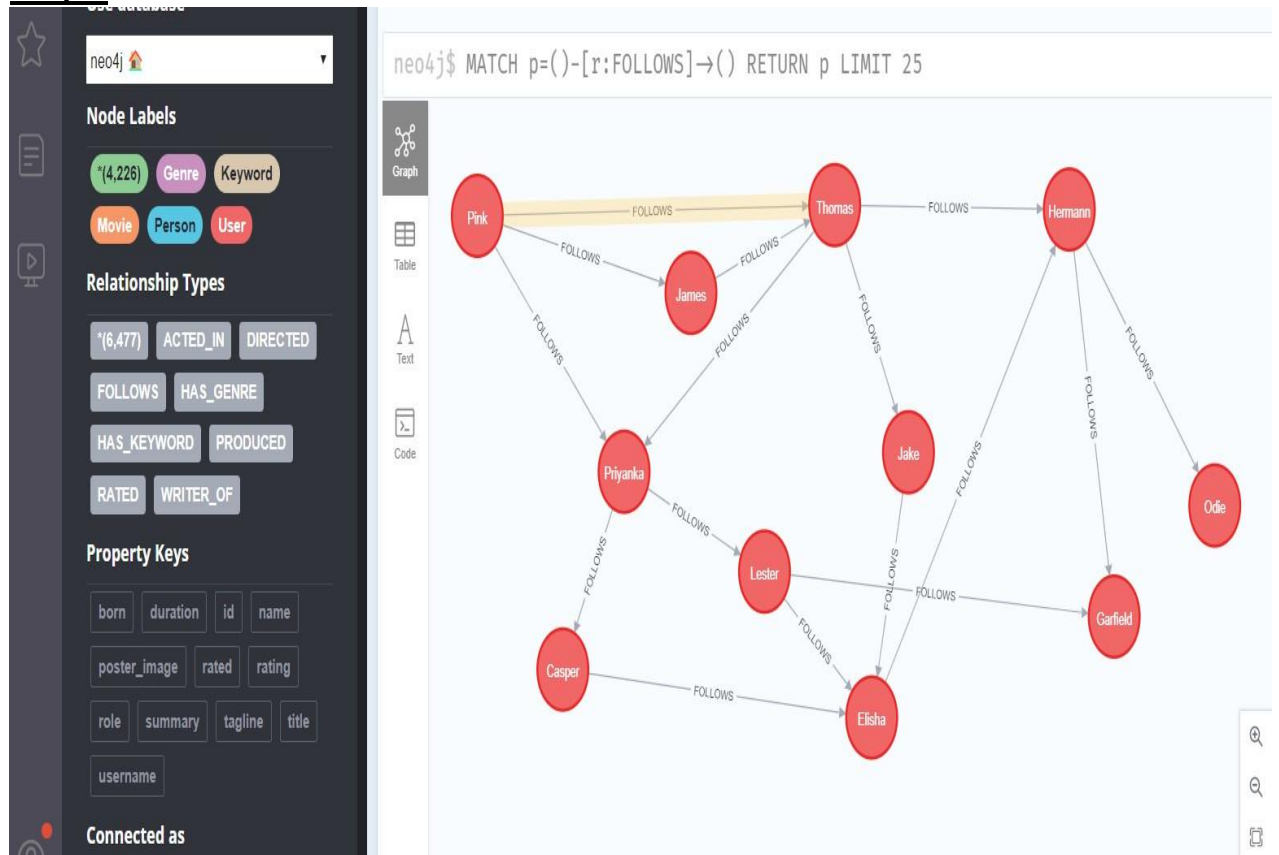 Use database
neo4j
neo4j$ MATCH p=()-[r:FOLLOWS]→() RETURN p LIMIT 25
Node Labels
*(4,226) Genre Keyword
Movie Person User
Relationship Types
*(6,477) ACTED_IN DIRECTED
FOLLOWS HAS_GENRE
HAS_KEYWORD PRODUCED
RATED WRITER_OF
Property Keys
born duration id name
poster_image rated rating
role summary tagline title
username
Connected as
Graph
Table
Text
Code
Pink
FOLLOWS
Thomas
FOLLOWS
Hermann
FOLLOWS
James
FOLLOWS
FOLLOWS
FOLLOWS
FOLLOWS
FOLLOWS
FOLLOWS
Priyanka
Jake
FOLLOWS
Odie
FOLLOWS
FOLLOWS
Lester
FOLLOWS
FOLLOWS
Garfield
FOLLOWS
Casper
FOLLOWS
FOLLOWS
Elisha